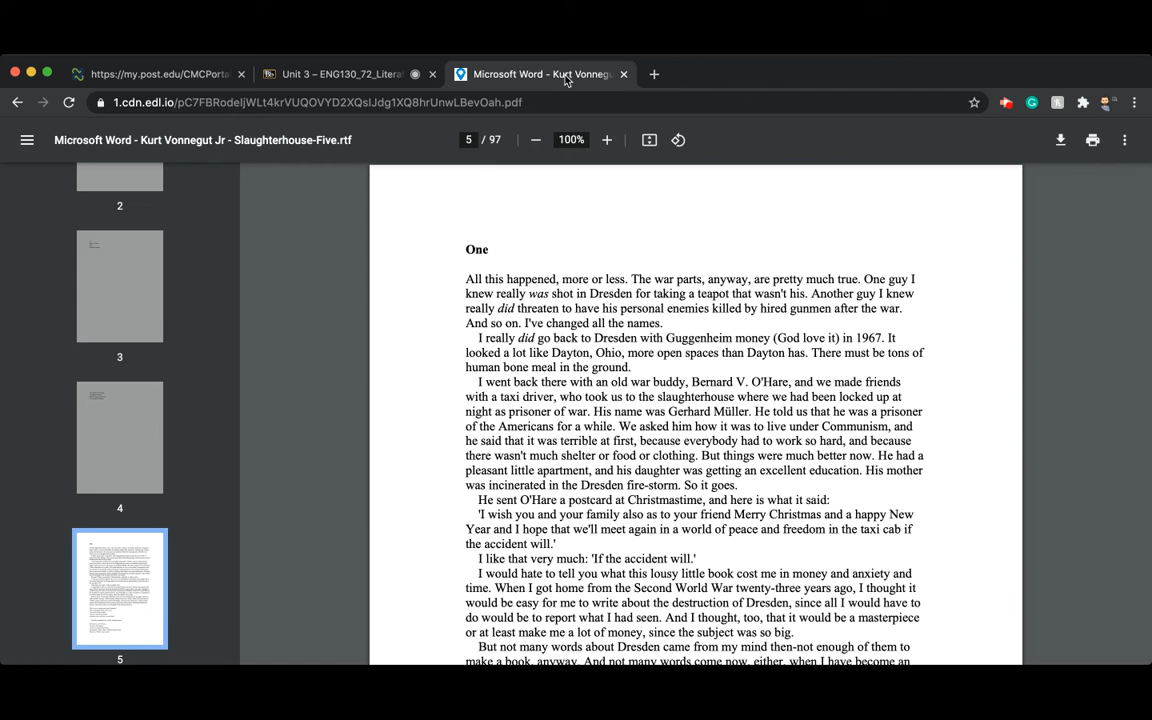 https://my.post.edu/CMCPorta
Unit 3 – ENG130_72_Litera
Microsoft Word - Kurt Vonnegu
1.cdn.edl.io/pC7FBRodeljWLt4krVUQOVYD2XQslJdg1XQ8hrUnwLBevOah.pdf
Microsoft Word - Kurt Vonnegut Jr - Slaughterhouse-Five.rtf
5 / 97
100%
2
3
4
5
One
All this happened, more or less. The war parts, anyway, are pretty much true. One guy I
knew really was shot in Dresden for taking a teapot that wasn't his. Another guy I knew
really did threaten to have his personal enemies killed by hired gunmen after the war.
And so on. I've changed all the names.
I really did go back to Dresden with Guggenheim money (God love it) in 1967. It
looked a lot like Dayton, Ohio, more open spaces than Dayton has. There must be tons of
human bone meal in the ground.
I went back there with an old war buddy, Bernard V. O'Hare, and we made friends
with a taxi driver, who took us to the slaughterhouse where we had been locked up at
night as prisoner of war. His name was Gerhard Müller. He told us that he was a prisoner
of the Americans for a while. We asked him how it was to live under Communism, and
he said that it was terrible at first, because everybody had to work so hard, and because
there wasn't much shelter or food or clothing. But things were much better now. He had a
pleasant little apartment, and his daughter was getting an excellent education. His mother
was incinerated in the Dresden fire-storm. So it goes.
He sent O'Hare a postcard at Christmastime, and here is what it said:
'I wish you and your family also as to your friend Merry Christmas and a happy New
Year and I hope that we'll meet again in a world of peace and freedom in the taxi cab if
the accident will.'
I like that very much: 'If the accident will.'
I would hate to tell you what this lousy little book cost me in money and anxiety and
time. When I got home from the Second World War twenty-three years ago, I thought it
would be easy for me to write about the destruction of Dresden, since all I would have to
do would be to report what I had seen. And I thought, too, that it would be a masterpiece
or at least make me a lot of money, since the subject was so big.
But not many words about Dresden came from my mind then-not enough of them to
make a book, anyway. And not many words come now, either, when I have become an